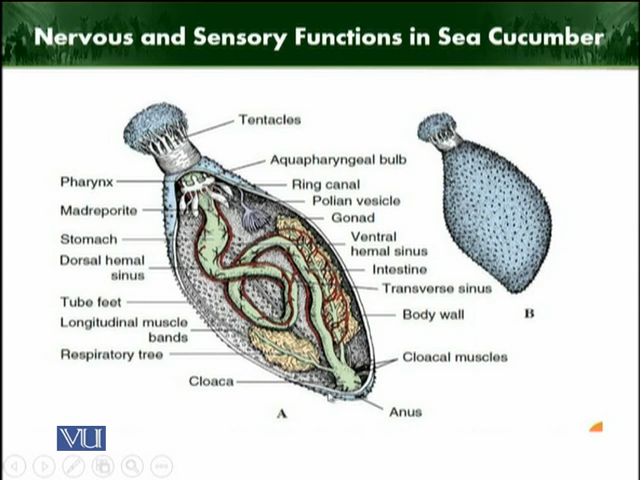 Nervous and Sensory Functions in Sea Cucumber
Tentacles
Aquapharyngeal bulb
Pharynx
Ring canal
Polian vesicle
Madreporite
Gonad
Stomach
Ventral
hemal sinus
Dorsal hemal
sinus
Intestine
Transverse sinus
Tube feet
Body wall
B
Longitudinal muscle
bands
Respiratory tree
Cloacal muscles
Cloaca
A
Anus
VU